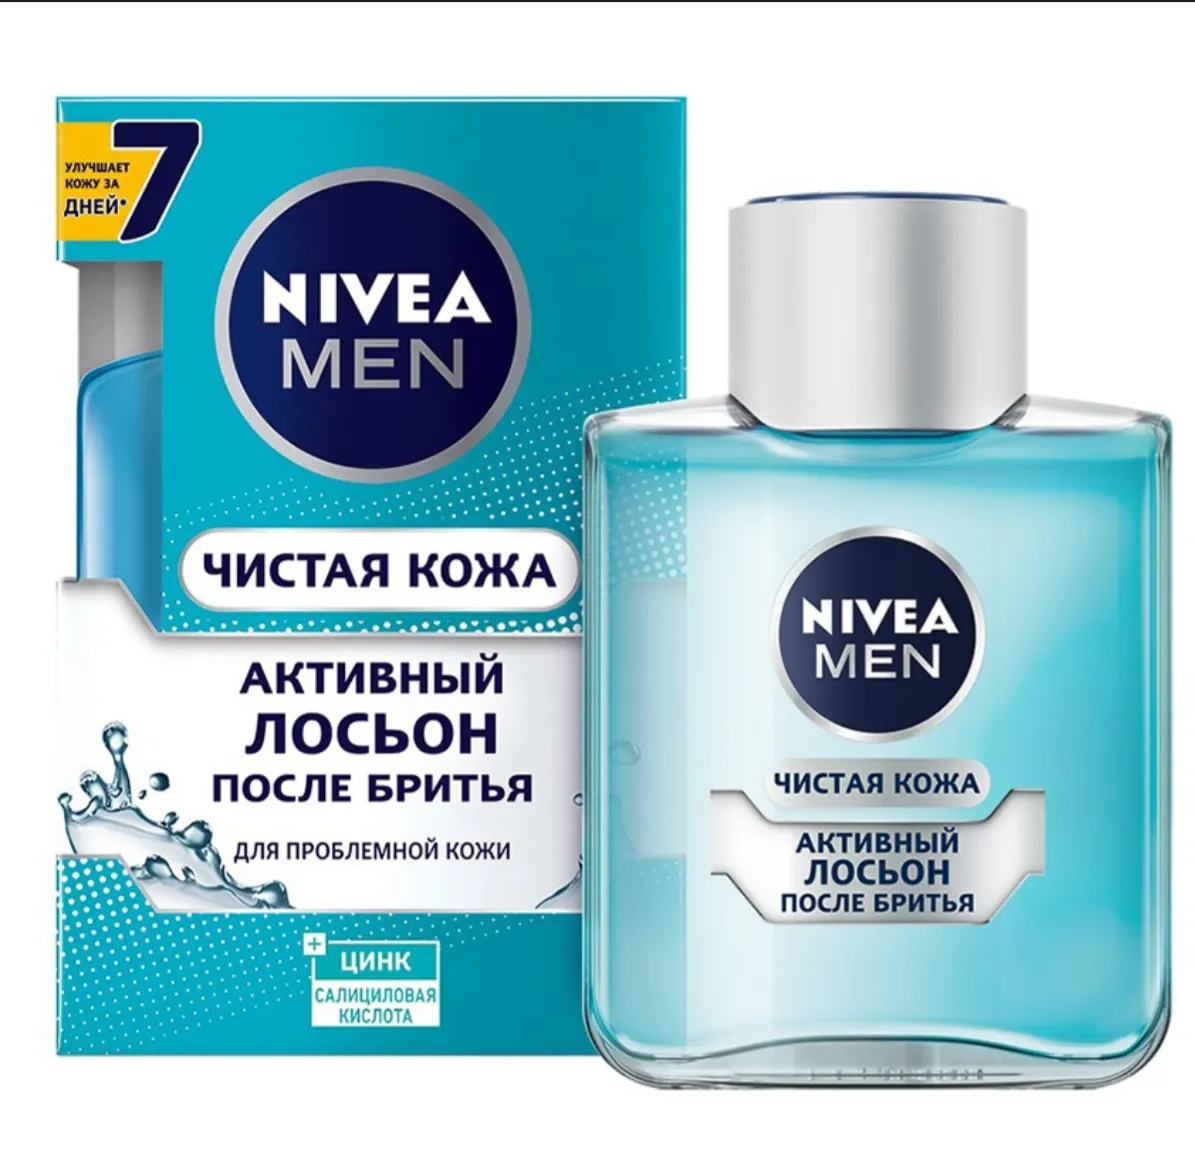 УЛУЧШАЕТ
КОЖУ ЗА
ДНЕЙ* 7
NIVEA
MEN
ЧИСТАЯ КОЖА
АКТИВНЫЙ
ЛОСЬОН
ПОСЛЕ БРИТЬЯ
ДЛЯ ПРОБЛЕМНОЙ КОЖИ
+
ЦИНК
САЛИЦИЛОВАЯ
КИСЛОТА
NIVEA
MEN
ЧИСТАЯ КОЖА
АКТИВНЫЙ
ЛОСЬОН
ПОСЛЕ БРИТЬЯ